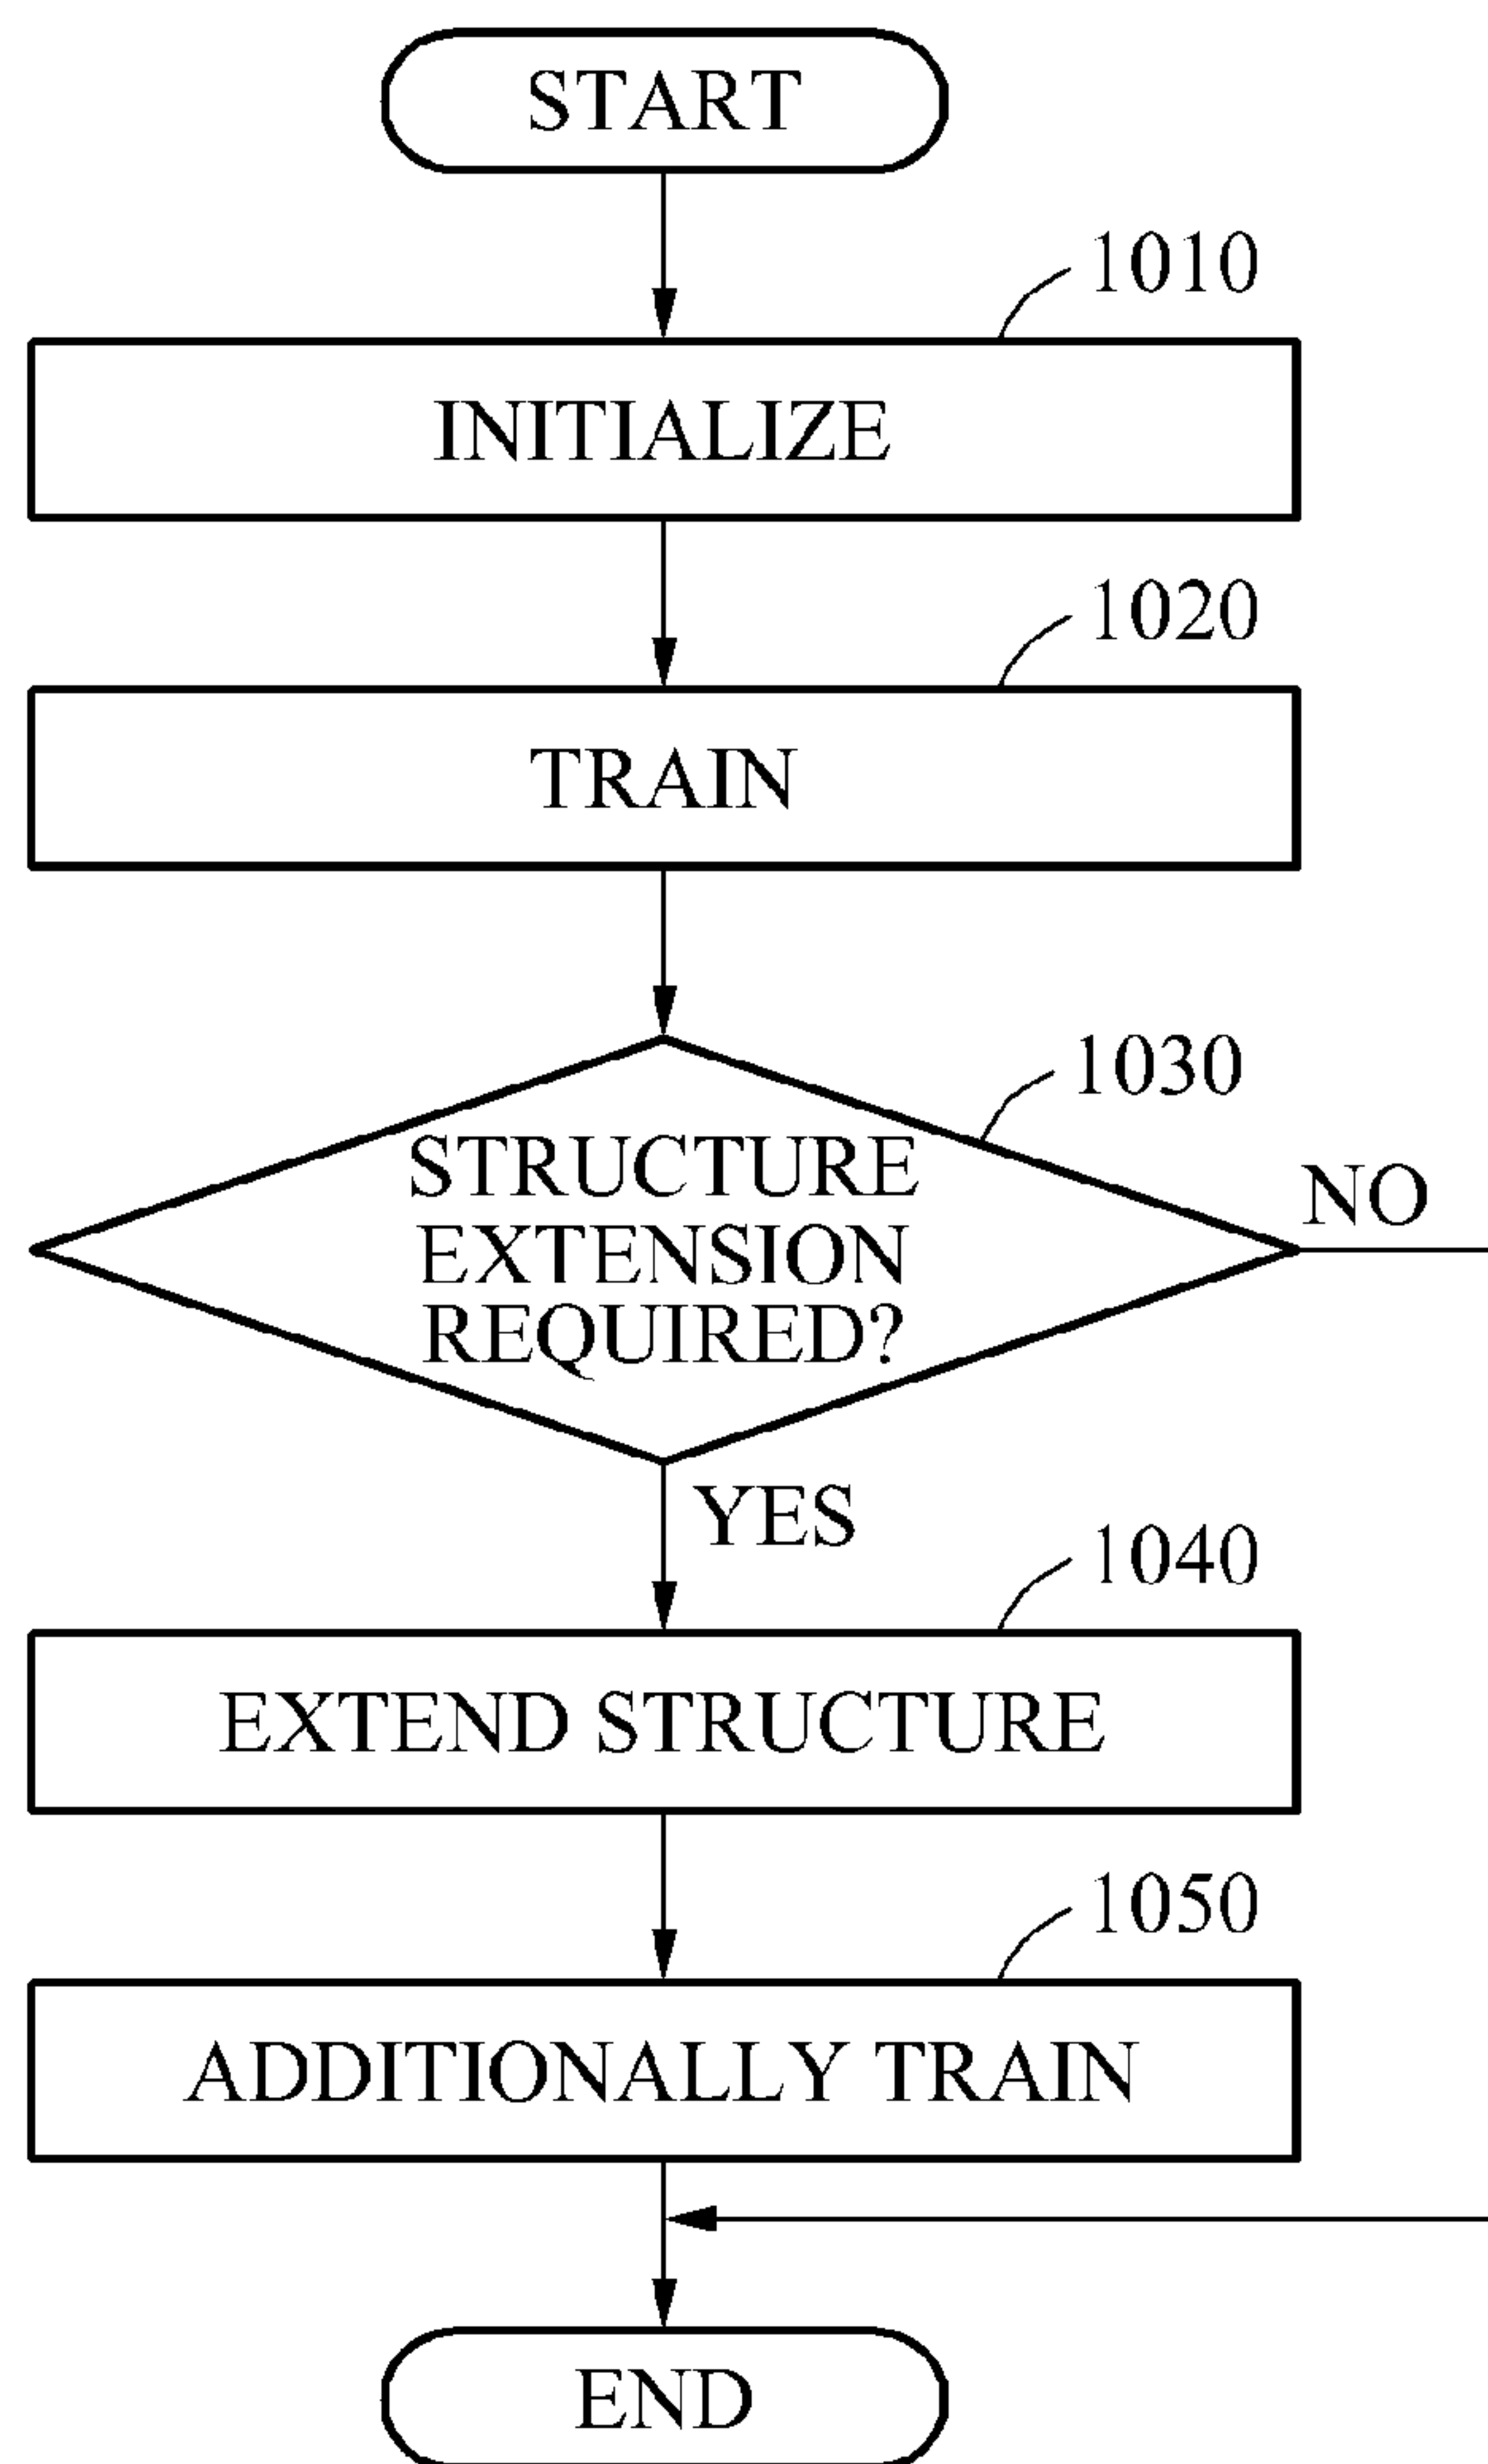 START
1010
INITIALIZE
1020
TRAIN
1030
STRUCTURE
EXTENSION
REQUIRED?
NO
YES
1040
EXTEND STRUCTURE
1050
ADDITIONALLY TRAIN
END